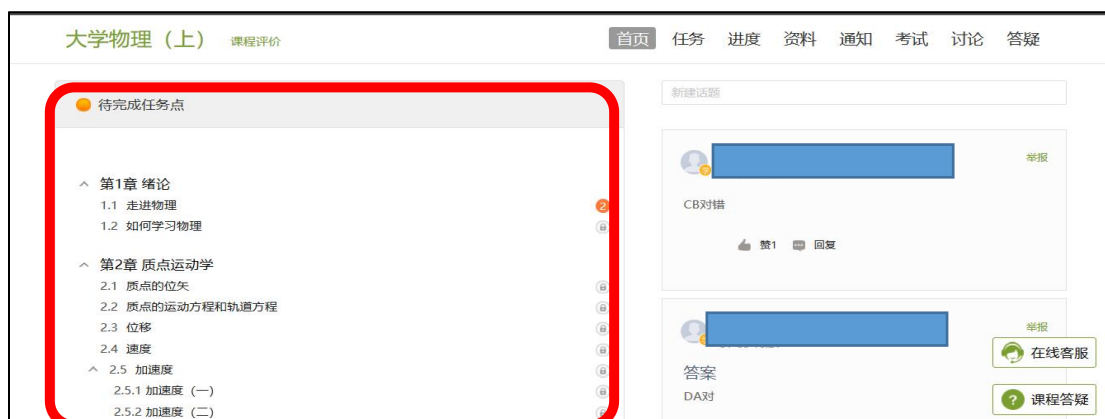 大学物理（上） 课程评价
首页 任务 进度 资料 通知 考试 讨论 答疑
待完成任务点
第1章 绪论
1.1 走进物理
2
1.2 如何学习物理
第2章 质点运动学
2.1 质点的位矢
2.2 质点的运动方程和轨道方程
2.3 位移
2.4 速度
2.5 加速度
2.5.1 加速度（一）
2.5.2 加速度（二）
新建话题
举报
CB对错
赞1 回复
举报
答案
DA对
在线客服
? 课程答疑